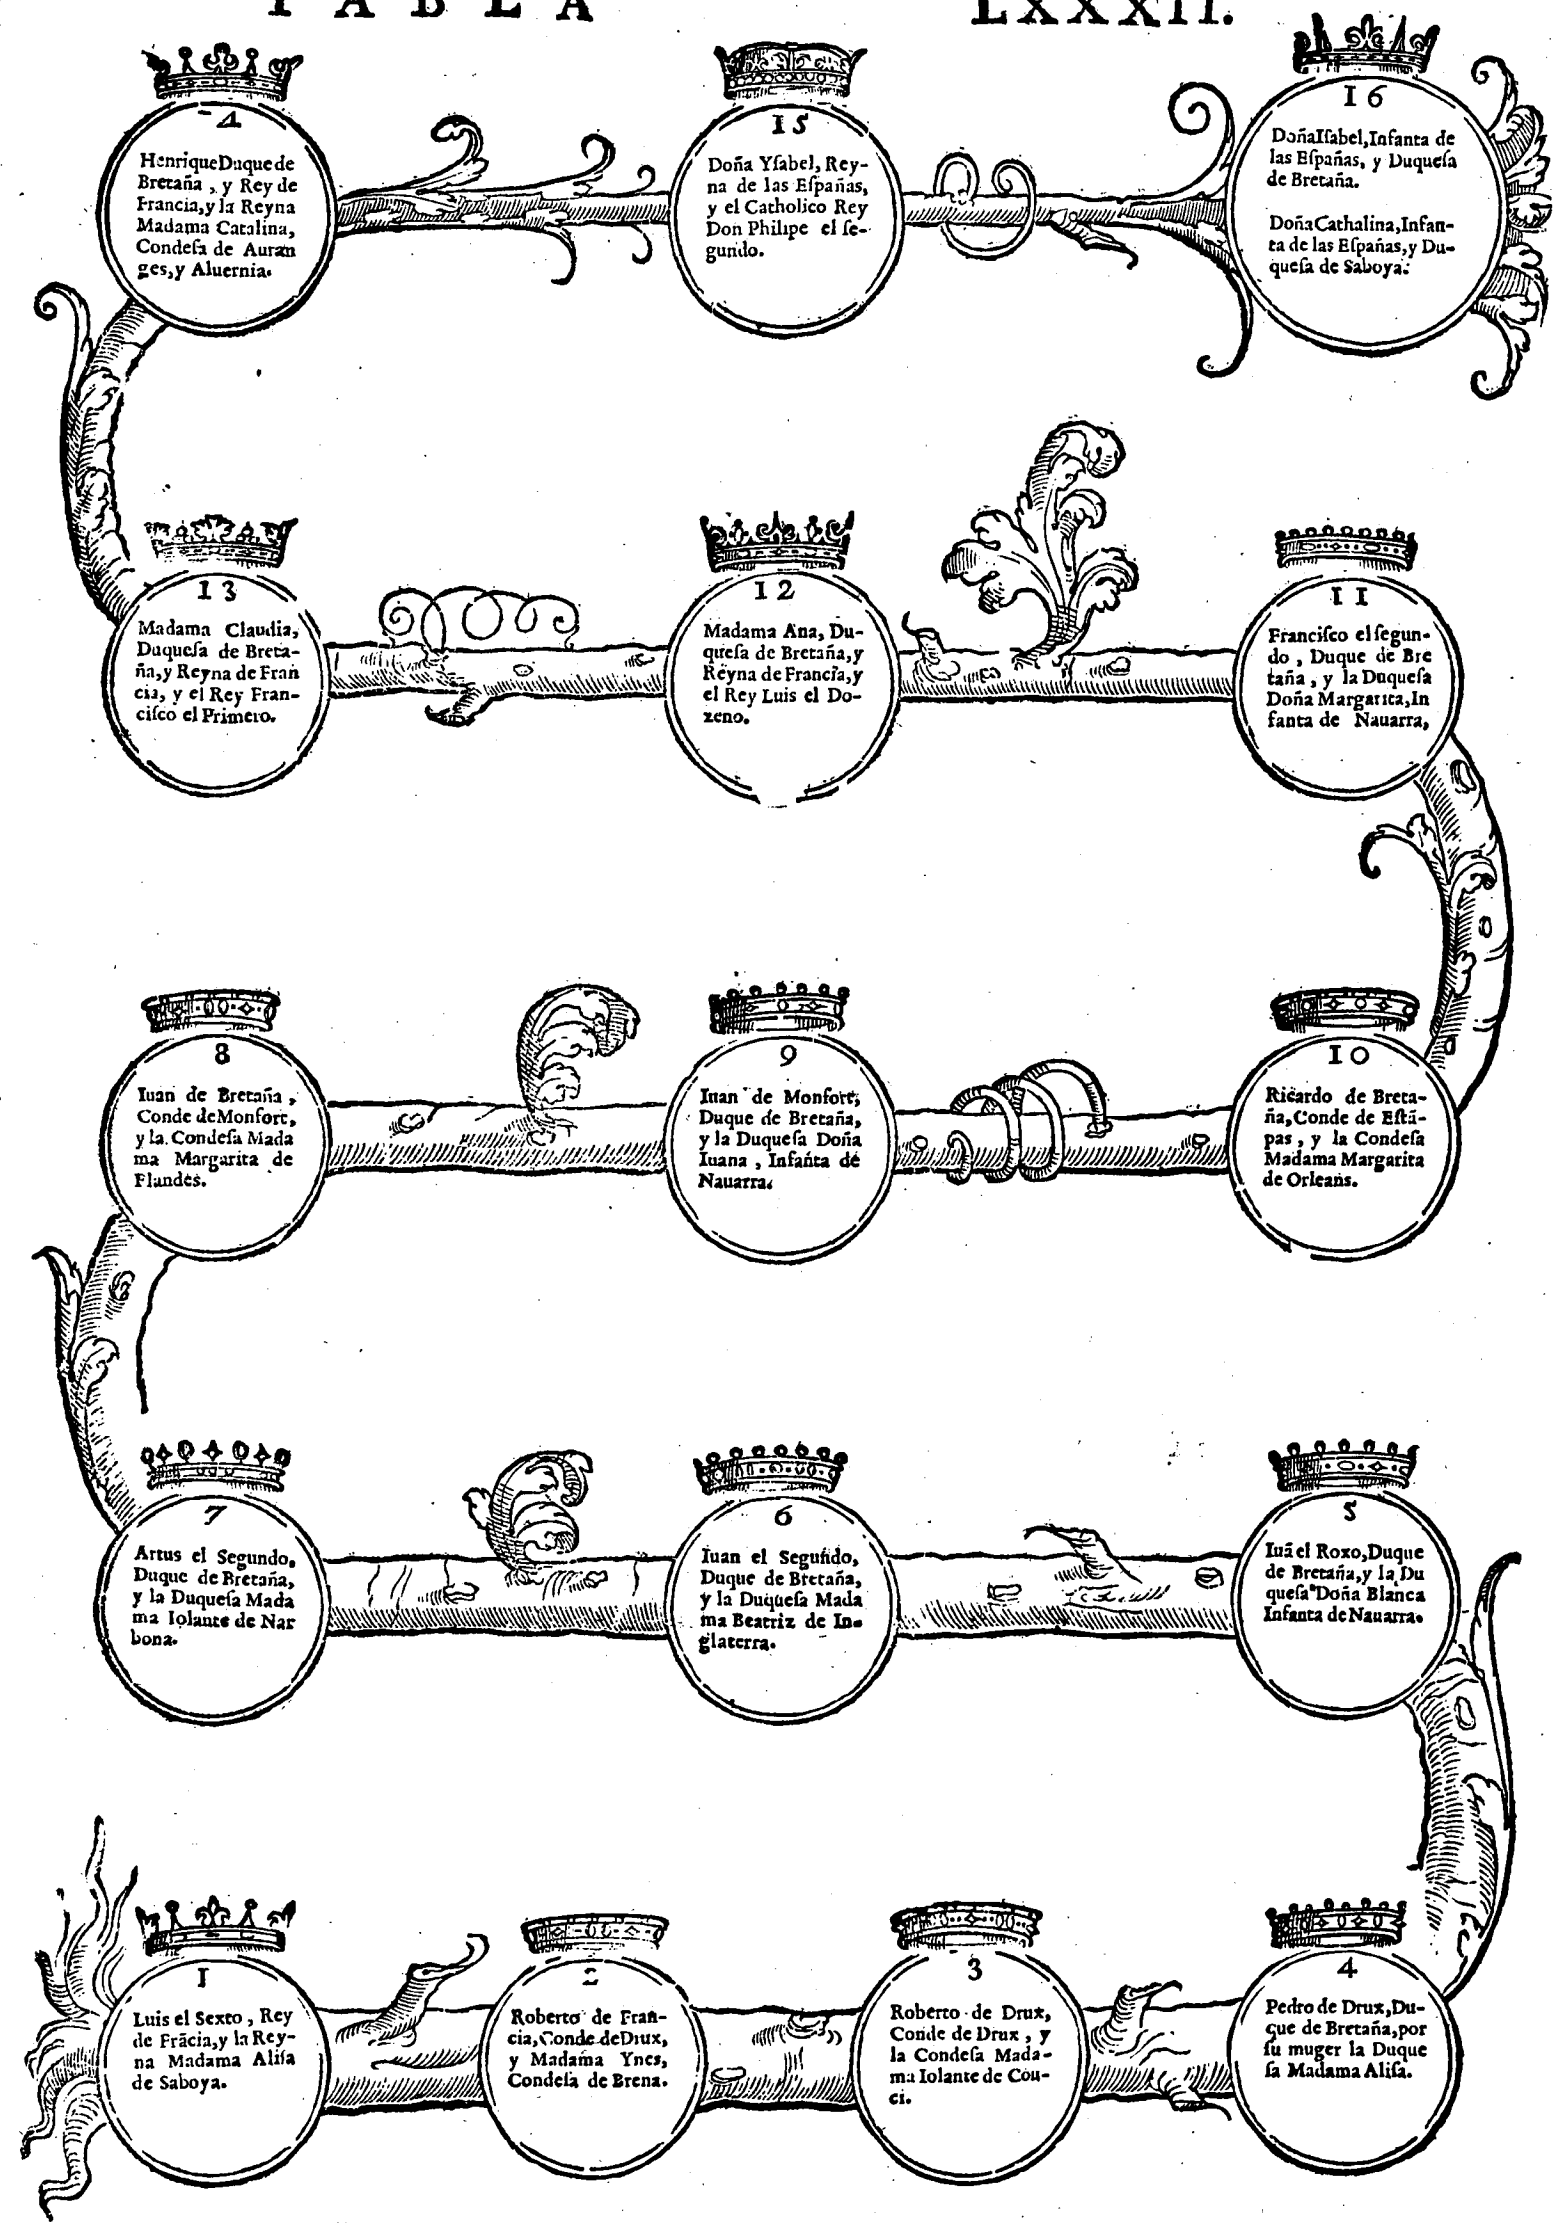 TABLA LXXXII.
4
Henrique Duque de
Bretaña, y Rey de
Francia, y la Reyna
Madama Catalina,
Condeſa de Auran
ges, y Aluernia.
15
Doña Yſabel, Rey-
na de las Eſpañas,
y el Catholico Rey
Don Philipe el ſe-
gundo.
16
Doña Iſabel, Infanta de
las Eſpañas, y Duqueſa
de Bretaña.
Doña Cathalina, Infan-
ta de las Eſpañas, y Du-
queſa de Saboya.
13
Madama Claudia,
Duqueſa de Breta-
ña, y Reyna de Fran
cia, y el Rey Fran-
ciſco el Primero.
12
Madama Ana, Du-
queſa de Bretaña, y
Reyna de Francia, y
el Rey Luis el Do-
zeno.
11
Franciſco el ſegun-
do, Duque de Bre
taña, y la Duqueſa
Doña Margarita, In
fanta de Nauarra,
8
Iuan de Bretaña,
Conde de Monfort,
y la Condeſa Mada
ma Margarita de
Flandes.
9
Iuan de Monfort,
Duque de Bretaña,
y la Duqueſa Doña
Iuana, Infanta de
Nauarra.
10
Ricardo de Breta-
ña, Conde de Eſtã-
pas, y la Condeſa
Madama Margarita
de Orleans.
7
Artus el Segundo,
Duque de Bretaña,
y la Duqueſa Mada
ma Iolante de Nar
bona.
6
Iuan el Segundo,
Duque de Bretaña,
y la Duqueſa Mada
ma Beatriz de In-
glaterra.
5
Iuã el Roxo, Duque
de Bretaña, y la Du
queſa Doña Blanca
Infanta de Nauarra.
1
Luis el Sexto, Rey
de Frãcia, y la Rey-
na Madama Aliſa
de Saboya.
2
Roberto de Fran-
cia, Conde de Drux,
y Madama Ynes,
Condeſa de Brena.
3
Roberto de Drux,
Conde de Drux, y
la Condeſa Mada-
ma Iolante de Cou-
ci.
4
Pedro de Drux, Du-
que de Bretaña, por
ſu muger la Duque
ſa Madama Aliſa.